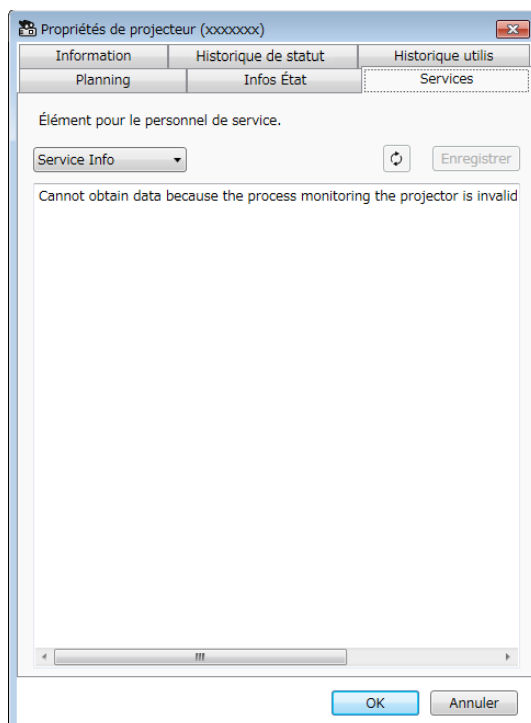 Propriétés de projecteur (xxxxxxx)
Information Historique de statut Historique utilis
Planning Infos État Services
Élément pour le personnel de service.
Service Info Enregistrer
Cannot obtain data because the process monitoring the projector is invalid
OK Annuler